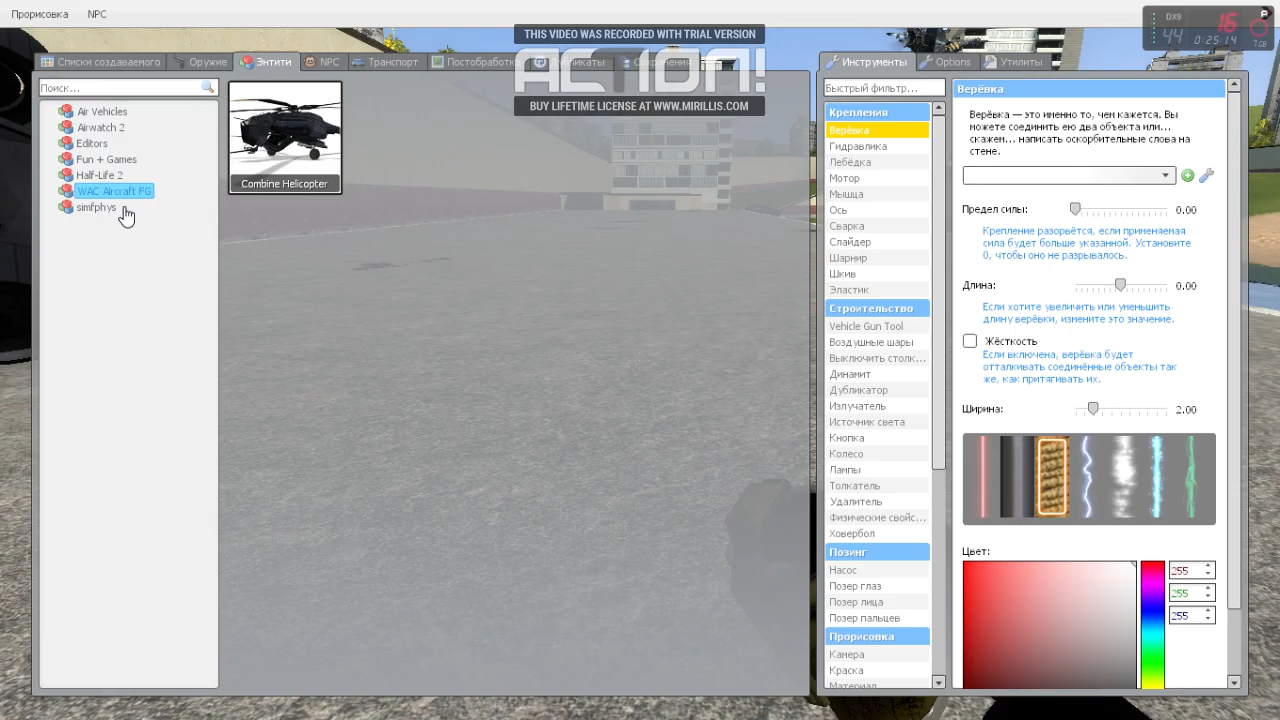 Прорисовка NPC
THIS VIDEO WAS RECORDED WITH TRIAL VERSION
ACTION!
BUY LIFETIME LICENSE AT WWW.MIRILLIS.COM
DX9
44
16
0:25:14
A
7GB
Списки создаваемого
Оружие
Энтити
NPC
Транспорт
Постобработка
Дубликаты
Сохранения
Поиск...
Air Vehicles
Airwatch 2
Editors
Fun + Games
Half-Life 2
WAC Aircraft FG
simfphys
Combine Helicopter
Инструменты
Options
Утилиты
Быстрый фильтр...
Крепления
Верёвка
Гидравлика
Лебёдка
Мотор
Мышца
Ось
Сварка
Слайдер
Шарнир
Шкив
Эластик
Строительство
Vehicle Gun Tool
Воздушные шары
Выключить столк...
Динамит
Дубликатор
Излучатель
Источник света
Кнопка
Колесо
Лампы
Толкатель
Удалитель
Физические свойс...
Ховербол
Позинг
Насос
Позер глаз
Позер лица
Позер пальцев
Прорисовка
Камера
Краска
Материал
Верёвка
Верёвка — это именно то, чем кажется. Вы
можете соединить ею два объекта или...
скажем... написать оскорбительные слова на
стене.
Предел силы: 0.00
Крепление разорвётся, если применяемая
сила будет больше указанной. Установите
0, чтобы оно не разрывалось.
Длина: 0.00
Если хотите увеличить или уменьшить
длину верёвки, измените это значение.
Жёсткость
Если включена, верёвка будет
отталкивать соединённые объекты так
же, как притягивать их.
Ширина: 2.00
Цвет:
255
255
255